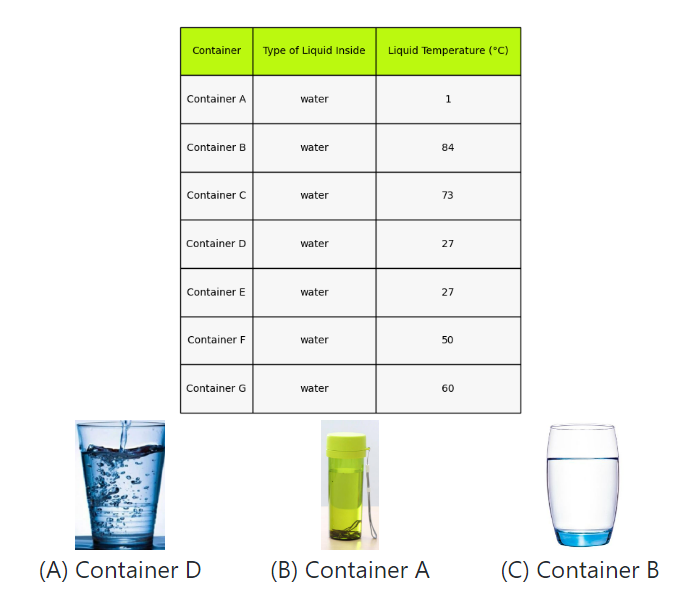 Container Type of Liquid Inside Liquid Temperature (°C)
Container A water 1
Container B water 84
Container C water 73
Container D water 27
Container E water 27
Container F water 50
Container G water 60
(A) Container D (B) Container A (C) Container B